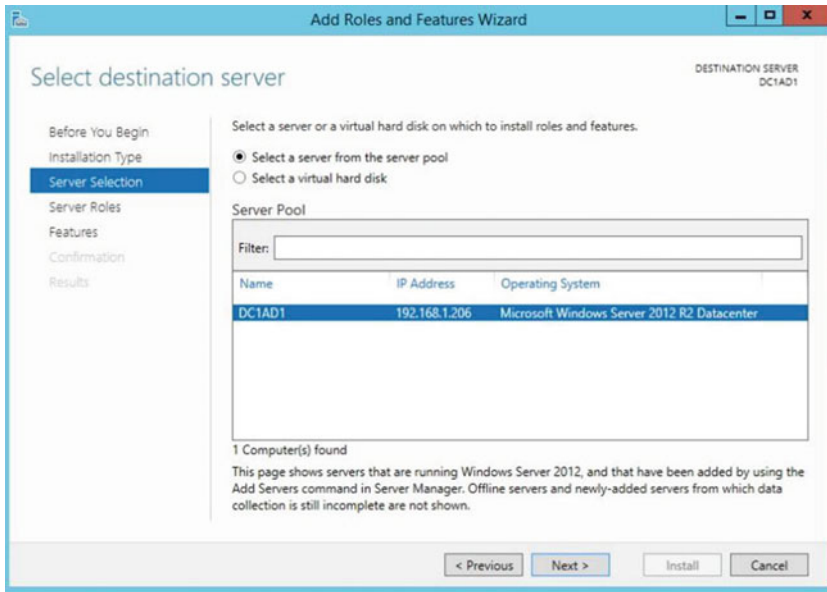 Add Roles and Features Wizard
Select destination server
DESTINATION SERVER
DC1AD1
Before You Begin
Installation Type
Server Selection
Server Roles
Features
Confirmation
Results
Select a server or a virtual hard disk on which to install roles and features.
Select a server from the server pool
Select a virtual hard disk
Server Pool
Filter:
Name IP Address Operating System
DC1AD1 192.168.1.206 Microsoft Windows Server 2012 R2 Datacenter
1 Computer(s) found
This page shows servers that are running Windows Server 2012, and that have been added by using the
Add Servers command in Server Manager. Offline servers and newly-added servers from which data
collection is still incomplete are not shown.
< Previous Next > Install Cancel